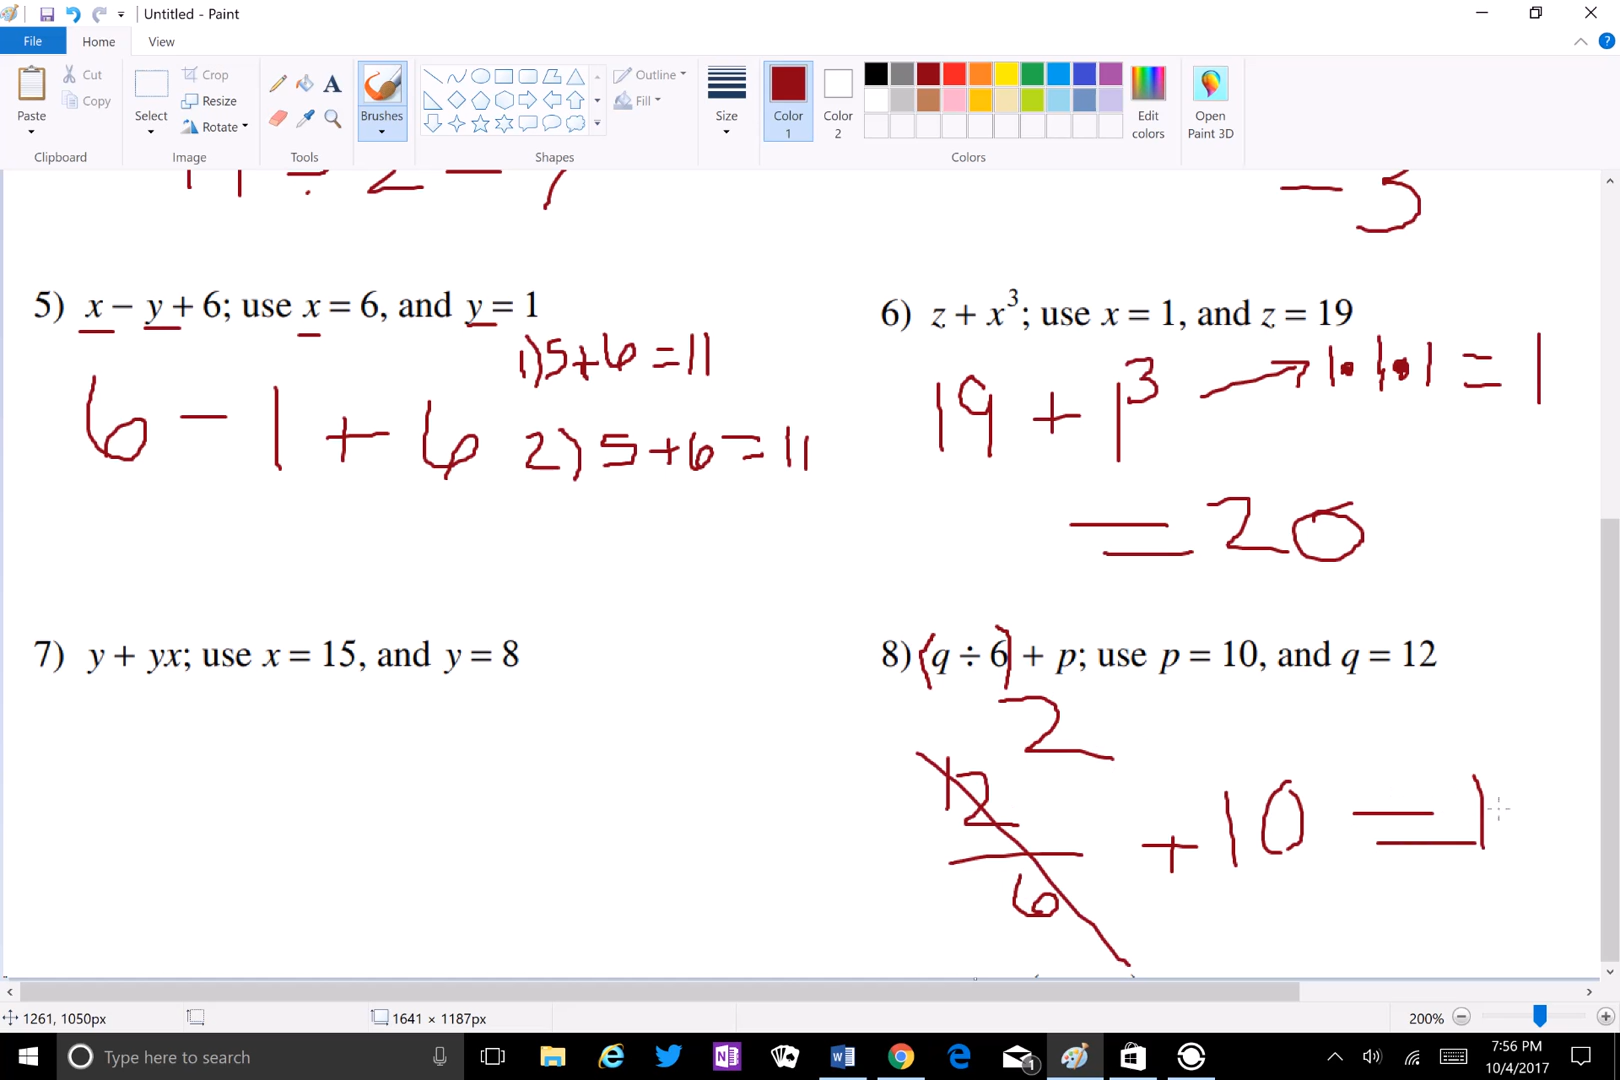 Untitled - Paint
File Home View
Paste Cut Copy
Clipboard
Select Crop Resize Rotate
Image
Tools
Brushes
Outline Fill
Shapes
Size
Color 1 Color 2
Edit colors
Colors
Open Paint 3D
÷ 2 = 7
= 3
5) x − y + 6; use x = 6, and y = 1
1) 5 + 6 = 11
6 − 1 + 6
2) 5 + 6 = 11
6) z + x³; use x = 1, and z = 19
19 + 1³ → 1 · 1 · 1 = 1
= 20
7) y + yx; use x = 15, and y = 8
8) (q ÷ 6) + p; use p = 10, and q = 12
2
12
6
+ 10 = 1
1261, 1050px
1641 × 1187px
200%
Type here to search
1
7:56 PM
10/4/2017